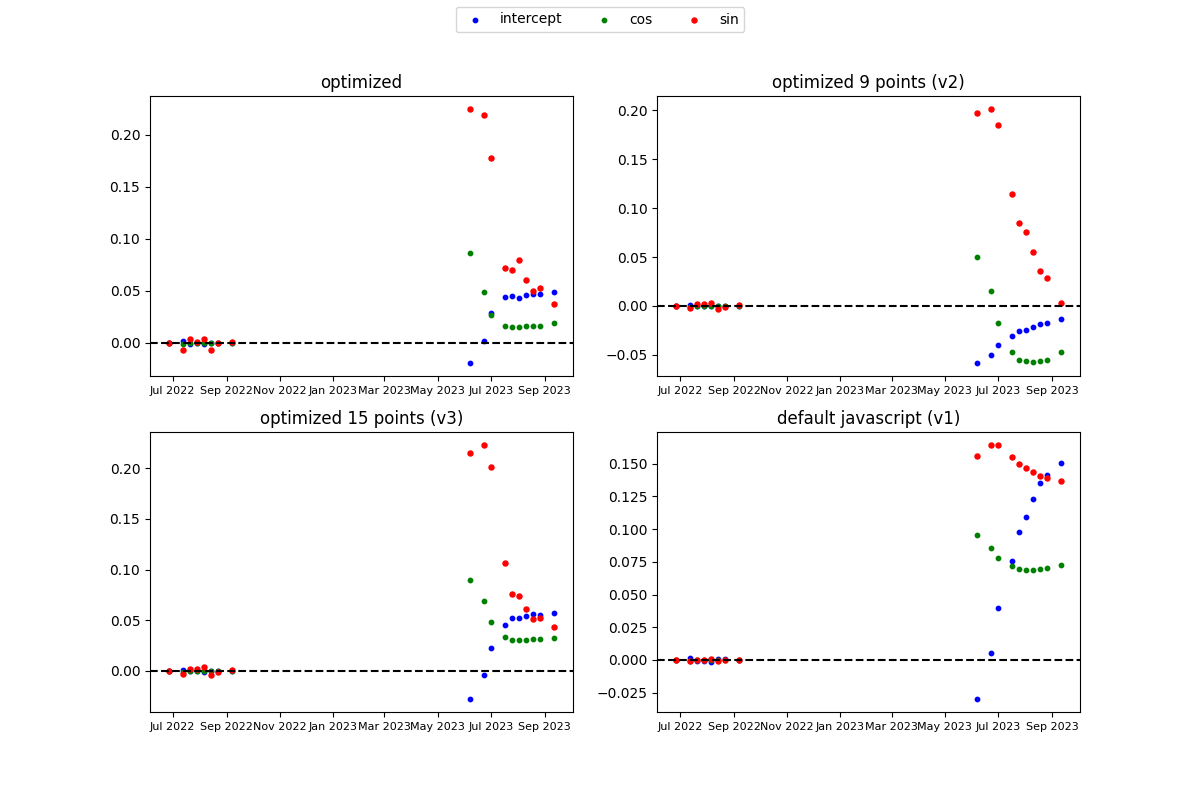 intercept cos sin
optimized
0.20
0.15
0.10
0.05
0.00
Jul 2022 Sep 2022 Nov 2022 Jan 2023 Mar 2023 May 2023 Jul 2023 Sep 2023
optimized 9 points (v2)
0.20
0.15
0.10
0.05
0.00
−0.05
Jul 2022 Sep 2022 Nov 2022 Jan 2023 Mar 2023 May 2023 Jul 2023 Sep 2023
optimized 15 points (v3)
0.20
0.15
0.10
0.05
0.00
Jul 2022 Sep 2022 Nov 2022 Jan 2023 Mar 2023 May 2023 Jul 2023 Sep 2023
default javascript (v1)
0.150
0.125
0.100
0.075
0.050
0.025
0.000
−0.025
Jul 2022 Sep 2022 Nov 2022 Jan 2023 Mar 2023 May 2023 Jul 2023 Sep 2023